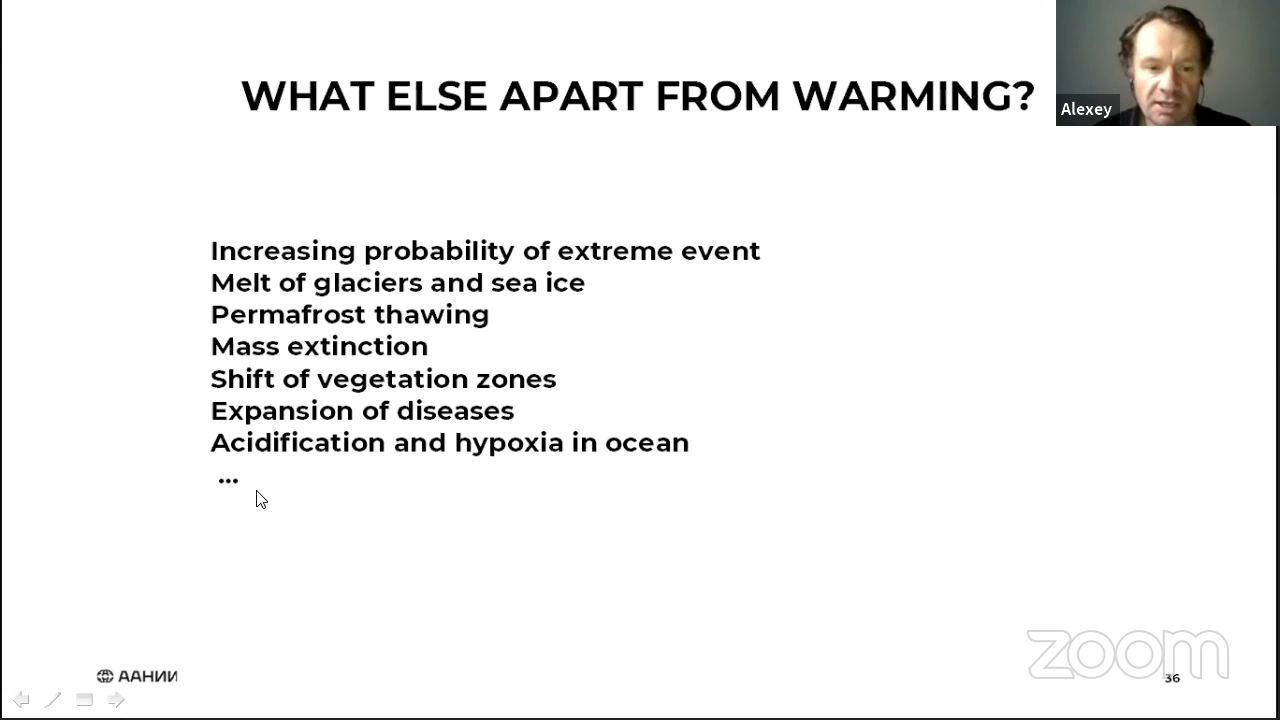 WHAT ELSE APART FROM WARMING?
Alexey
Increasing probability of extreme event
Melt of glaciers and sea ice
Permafrost thawing
Mass extinction
Shift of vegetation zones
Expansion of diseases
Acidification and hypoxia in ocean
...
ААНИИ
zoom
36